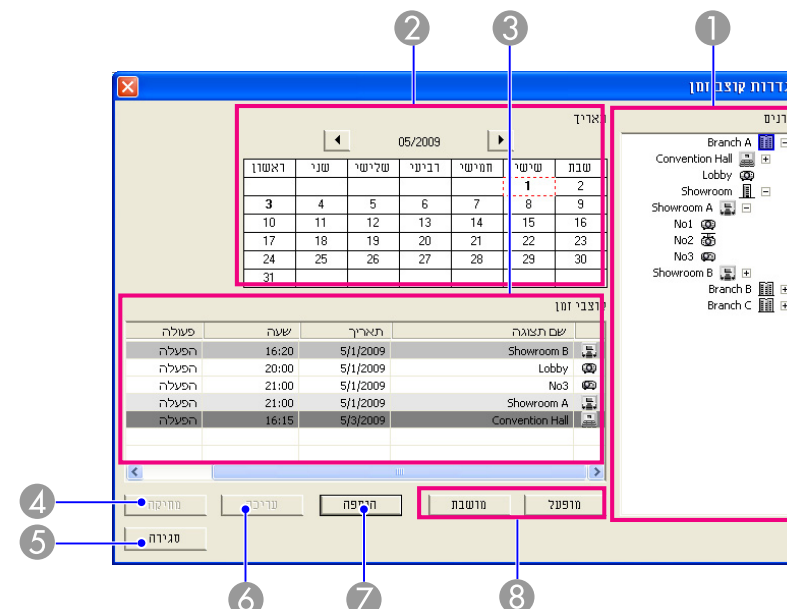 2
3
1
גדרות קוצב זמן
אריך
רנים
05/2009
ראשון שני שלישי רביעי חמישי שישי שבת
1 2
3 4 5 6 7 8 9
10 11 12 13 14 15 16
17 18 19 20 21 22 23
24 25 26 27 28 29 30
31
Branch A
Convention Hall
Lobby
Showroom
Showroom A
No1
No2
No3
Showroom B
Branch B
Branch C
וצבי זמן
שם תצוגה תאריך שעה פעולה
Showroom B 5/1/2009 16:20 הפעלה
Lobby 5/1/2009 20:00 הפעלה
No3 5/1/2009 21:00 הפעלה
Showroom A 5/1/2009 21:00 הפעלה
Convention Hall 5/3/2009 16:15 הפעלה
מופעל
מושבת
הוספה
עריכה
מחיקה
4
סגירה
5
6
7
8